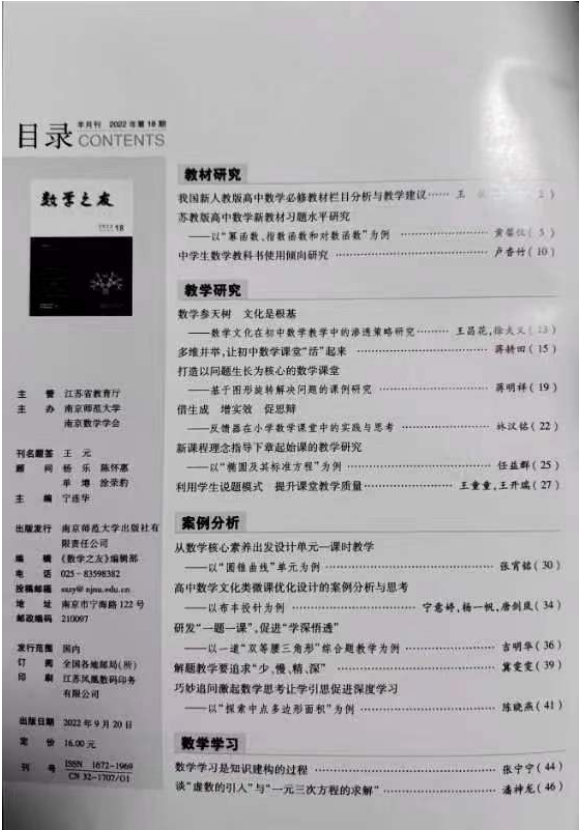 目录
半月刊 2022年第18期
CONTENTS
数学之友
18
主 管 江苏省教育厅
主 办 南京师范大学
南京数学学会
刊名题签 王 元
顾 问 杨 乐 陈怀惠
单 墫 涂荣豹
主 编 宁连华
出版发行 南京师范大学出版社有
限责任公司
编 辑 《数学之友》编辑部
电 话 025-83598382
投稿邮箱 sxzy@njnu.edu.cn
地 址 南京市宁海路122号
邮政编码 210097
发行范围 国内
订 阅 全国各地邮局(所)
印 刷 江苏凤凰数码印务
有限公司
出版日期 2022年9月20日
定 价 16.00元
刊 号 ISSN 1672-1969
CN 32-1707/O1
教材研究
我国新人教版高中数学必修教材栏目分析与教学建议…… 王 2)
苏教版高中数学新教材习题水平研究
——以“幂函数、指数函数和对数函数”为例 …… (5)
中学生数学教科书使用倾向研究 …… 卢香竹(10)
教学研究
数学参天树 文化是根基
——数学文化在初中数学教学中的渗透策略研究…… 王昌花,徐夫义(13)
多维并举,让初中数学课堂“活”起来 …… 蒋转田(15)
打造以问题生长为核心的数学课堂
——基于图形旋转解决问题的课例研究 …… 蒋明祥(19)
借生成 增实效 促思辩
——反馈器在小学数学课堂中的实践与思考 …… 林汉铭(22)
新课程理念指导下章起始课的教学研究
——以“椭圆及其标准方程”为例 …… 任益群(25)
利用学生说题模式 提升课堂教学质量…… 王重重,王开瑞(27)
案例分析
从数学核心素养出发设计单元—课时教学
——以“圆锥曲线”单元为例 …… 张宵铭(30)
高中数学文化类微课优化设计的案例分析与思考
——以布丰投针为例 …… 宁意婷,杨一帆,唐剑岚(34)
研发“一题一课”,促进“学深悟透”
——以一道“双等腰三角形”综合题教学为例 …… 吉明华(36)
解题教学要追求“少,慢,精,深” …… 冀雯雯(39)
巧妙追问激起数学思考让学引思促进深度学习
——以“探索中点多边形面积”为例 …… 陈晓燕(41)
数学学习
数学学习是知识建构的过程 …… 张宁宁(44)
谈“虚数的引入”与“一元三次方程的求解” …… 潘神龙(46)